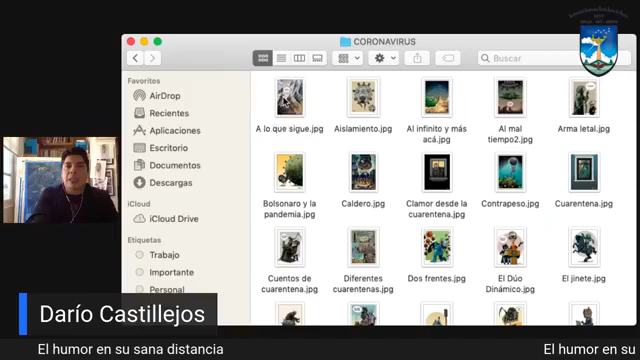 CORONAVIRUS
Buscar
Favoritos
AirDrop
Recientes
Aplicaciones
Escritorio
Documentos
Descargas
iCloud
iCloud Drive
Etiquetas
Trabajo
Importante
Personal
A lo que sigue.jpg
Aislamiento.jpg
Al infinito y más
acá.jpg
Al mal
tiempo2.jpg
Arma letal.jpg
Bolsonaro y la
pandemia.jpg
Caldero.jpg
Clamor desde la
cuarentena.jpg
Contrapeso.jpg
Cuarentena.jpg
Cuentos de
cuarentena.jpg
Diferentes
cuarentenas.jpg
Dos frentes.jpg
El Dúo
Dinámico.jpg
El jinete.jpg
Darío Castillejos
El humor en su sana distancia
El humor en su